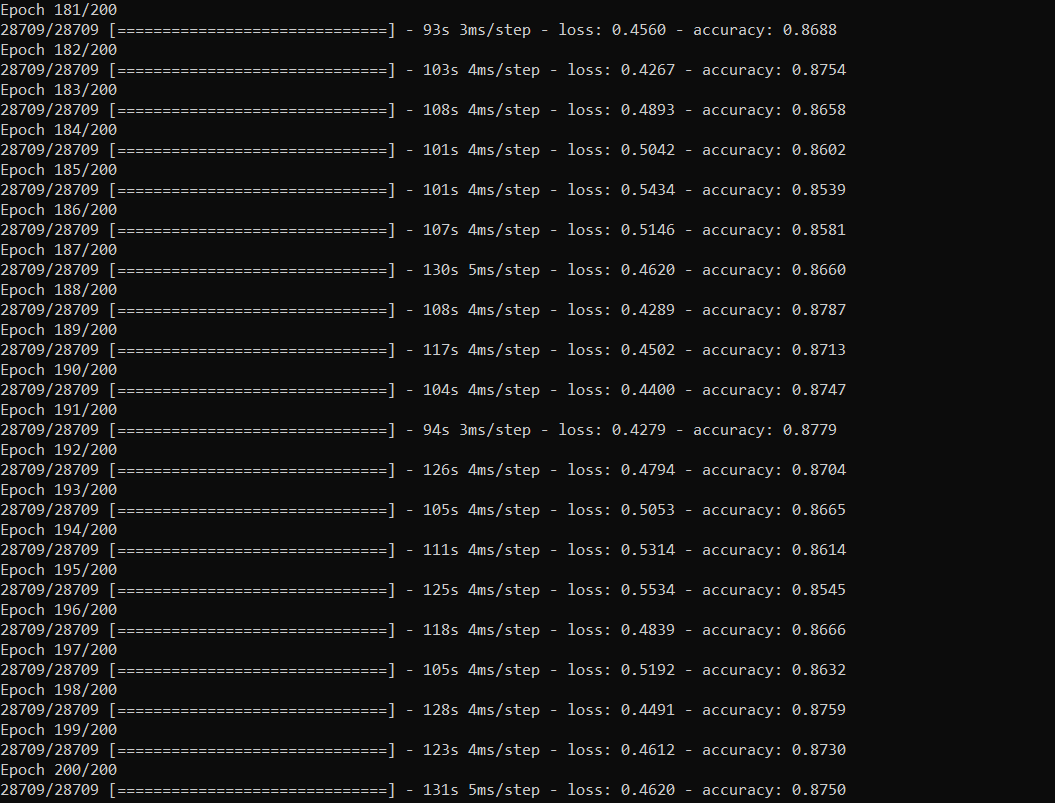 Epoch 181/200
28709/28709 [==============================] - 93s 3ms/step - loss: 0.4560 - accuracy: 0.8688
Epoch 182/200
28709/28709 [==============================] - 103s 4ms/step - loss: 0.4267 - accuracy: 0.8754
Epoch 183/200
28709/28709 [==============================] - 108s 4ms/step - loss: 0.4893 - accuracy: 0.8658
Epoch 184/200
28709/28709 [==============================] - 101s 4ms/step - loss: 0.5042 - accuracy: 0.8602
Epoch 185/200
28709/28709 [==============================] - 101s 4ms/step - loss: 0.5434 - accuracy: 0.8539
Epoch 186/200
28709/28709 [==============================] - 107s 4ms/step - loss: 0.5146 - accuracy: 0.8581
Epoch 187/200
28709/28709 [==============================] - 130s 5ms/step - loss: 0.4620 - accuracy: 0.8660
Epoch 188/200
28709/28709 [==============================] - 108s 4ms/step - loss: 0.4289 - accuracy: 0.8787
Epoch 189/200
28709/28709 [==============================] - 117s 4ms/step - loss: 0.4502 - accuracy: 0.8713
Epoch 190/200
28709/28709 [==============================] - 104s 4ms/step - loss: 0.4400 - accuracy: 0.8747
Epoch 191/200
28709/28709 [==============================] - 94s 3ms/step - loss: 0.4279 - accuracy: 0.8779
Epoch 192/200
28709/28709 [==============================] - 126s 4ms/step - loss: 0.4794 - accuracy: 0.8704
Epoch 193/200
28709/28709 [==============================] - 105s 4ms/step - loss: 0.5053 - accuracy: 0.8665
Epoch 194/200
28709/28709 [==============================] - 111s 4ms/step - loss: 0.5314 - accuracy: 0.8614
Epoch 195/200
28709/28709 [==============================] - 125s 4ms/step - loss: 0.5534 - accuracy: 0.8545
Epoch 196/200
28709/28709 [==============================] - 118s 4ms/step - loss: 0.4839 - accuracy: 0.8666
Epoch 197/200
28709/28709 [==============================] - 105s 4ms/step - loss: 0.5192 - accuracy: 0.8632
Epoch 198/200
28709/28709 [==============================] - 128s 4ms/step - loss: 0.4491 - accuracy: 0.8759
Epoch 199/200
28709/28709 [==============================] - 123s 4ms/step - loss: 0.4612 - accuracy: 0.8730
Epoch 200/200
28709/28709 [==============================] - 131s 5ms/step - loss: 0.4620 - accuracy: 0.8750